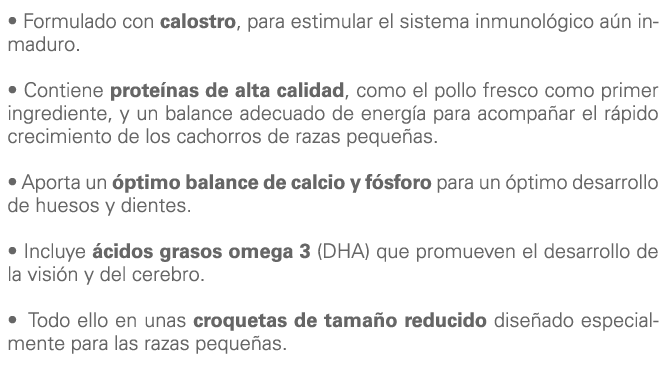 • Formulado con calostro, para estimular el sistema inmunológico aún in-
maduro.
• Contiene proteínas de alta calidad, como el pollo fresco como primer
ingrediente, y un balance adecuado de energía para acompañar el rápido
crecimiento de los cachorros de razas pequeñas.
• Aporta un óptimo balance de calcio y fósforo para un óptimo desarrollo
de huesos y dientes.
• Incluye ácidos grasos omega 3 (DHA) que promueven el desarrollo de
la visión y del cerebro.
• Todo ello en unas croquetas de tamaño reducido diseñado especial-
mente para las razas pequeñas.